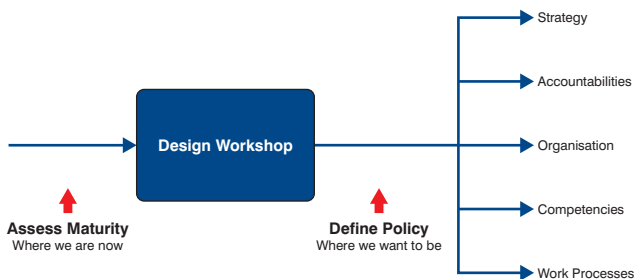 Strategy
Accountabilities
Design Workshop
Organisation
Assess Maturity
Where we are now
Define Policy
Where we want to be
Competencies
Work Processes